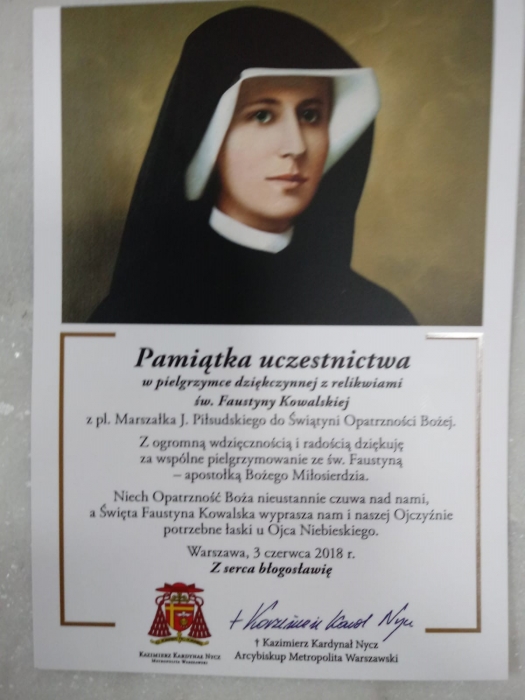 Pamiątka uczestnictwa
w pielgrzymce dziękczynnej z relikwiami
św. Faustyny Kowalskiej
z pl. Marszałka J. Piłsudskiego do Świątyni Opatrzności Bożej.
Z ogromną wdzięcznością i radością dziękuję
za wspólne pielgrzymowanie ze św. Faustyną
– apostołką Bożego Miłosierdzia.
Niech Opatrzność Boża nieustannie czuwa nad nami,
a Święta Faustyna Kowalska wyprasza nam i naszej Ojczyźnie
potrzebne łaski u Ojca Niebieskiego.
Warszawa, 3 czerwca 2018 r.
Z serca błogosławię
† Kazimierz Kard. Nycz
† Kazimierz Kardynał Nycz
Arcybiskup Metropolita Warszawski
Kazimierz Kardynał Nycz
Metropolita Warszawski